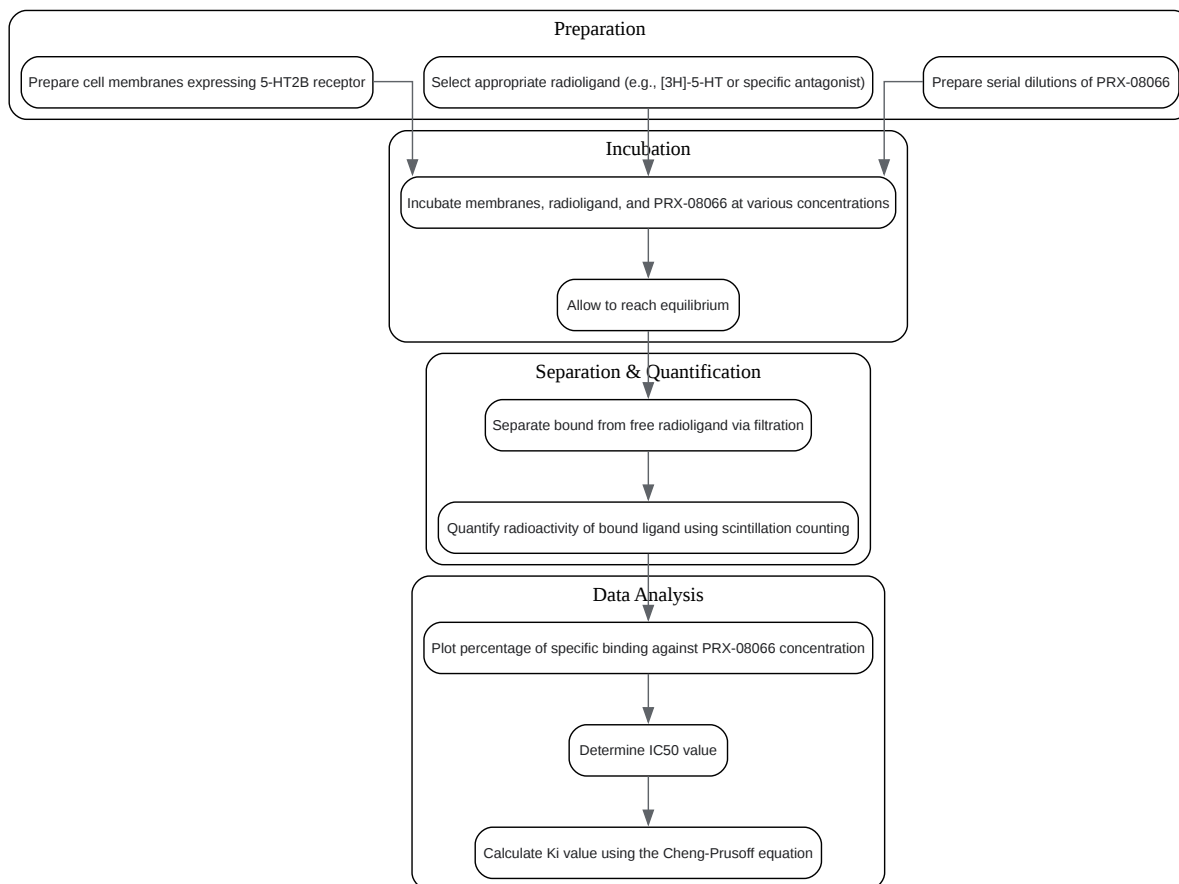 Preparation
Prepare cell membranes expressing 5-HT2B receptor
Select appropriate radioligand (e.g., [3H]-5-HT or specific antagonist)
Prepare serial dilutions of PRX-08066
Incubation
Incubate membranes, radioligand, and PRX-08066 at various concentrations
Allow to reach equilibrium
Separation & Quantification
Separate bound from free radioligand via filtration
Quantify radioactivity of bound ligand using scintillation counting
Data Analysis
Plot percentage of specific binding against PRX-08066 concentration
Determine IC50 value
Calculate Ki value using the Cheng-Prusoff equation